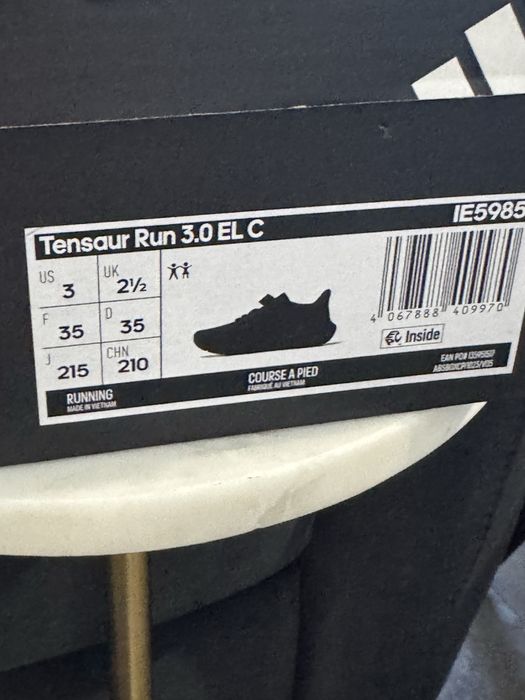 Tensaur Run 3.0 EL C
IE5985
US
3
UK
2½
F
35
D
35
J
215
CHN
210
4 067888 409970
Inside
RUNNING
MADE IN VIETNAM
COURSE A PIED
FABRIQUÉ AU VIETNAM